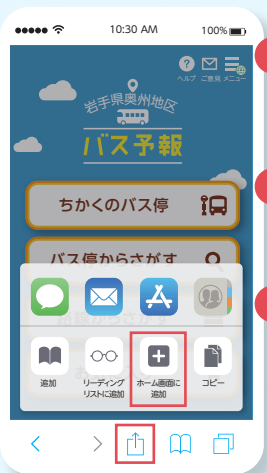 10:30 AM
100%
ヘルプ ご意見 メニュー
岩手県奥州地区
バス予報
ちかくのバス停
バス停からさがす
追加
リーディング
リストに追加
ホーム画面に
追加
コピー